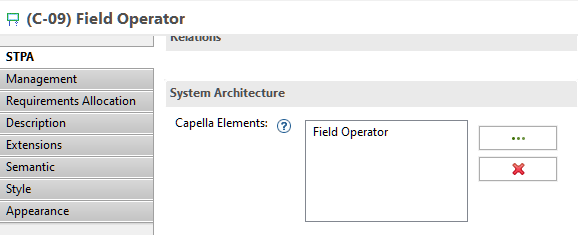 (C-09) Field Operator
Relations
STPA
Management
Requirements Allocation
Description
Extensions
Semantic
Style
Appearance
System Architecture
Capella Elements: ?
Field Operator
...